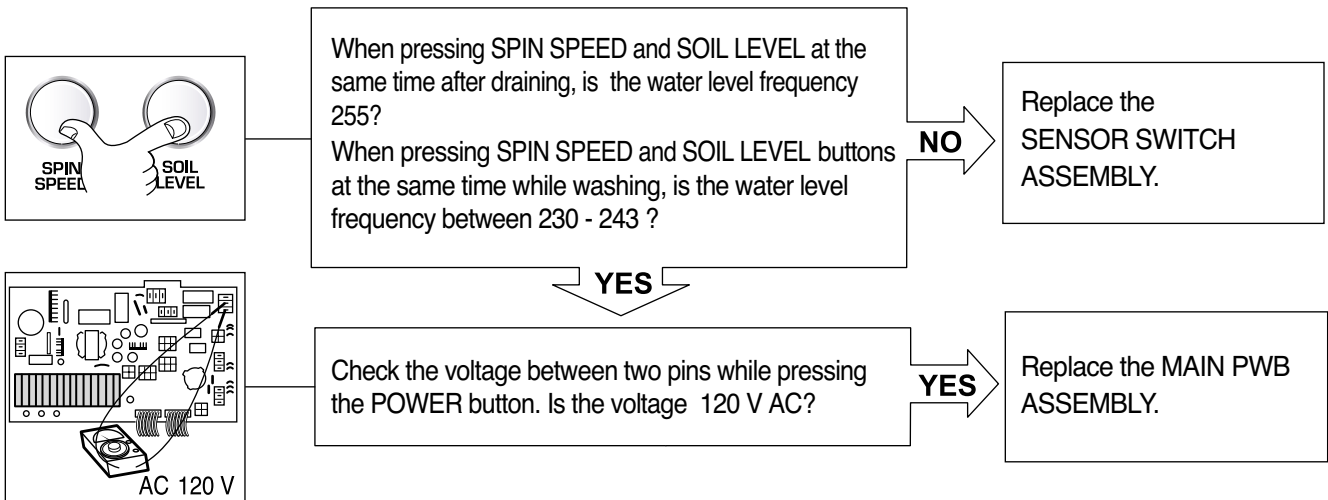 SPIN
SPEED
SOIL
LEVEL
When pressing SPIN SPEED and SOIL LEVEL at the
same time after draining, is the water level frequency
255?
When pressing SPIN SPEED and SOIL LEVEL buttons
at the same time while washing, is the water level
frequency between 230 - 243 ?
NO
Replace the
SENSOR SWITCH
ASSEMBLY.
YES
AC 120 V
Check the voltage between two pins while pressing
the POWER button. Is the voltage 120 V AC?
YES
Replace the MAIN PWB
ASSEMBLY.